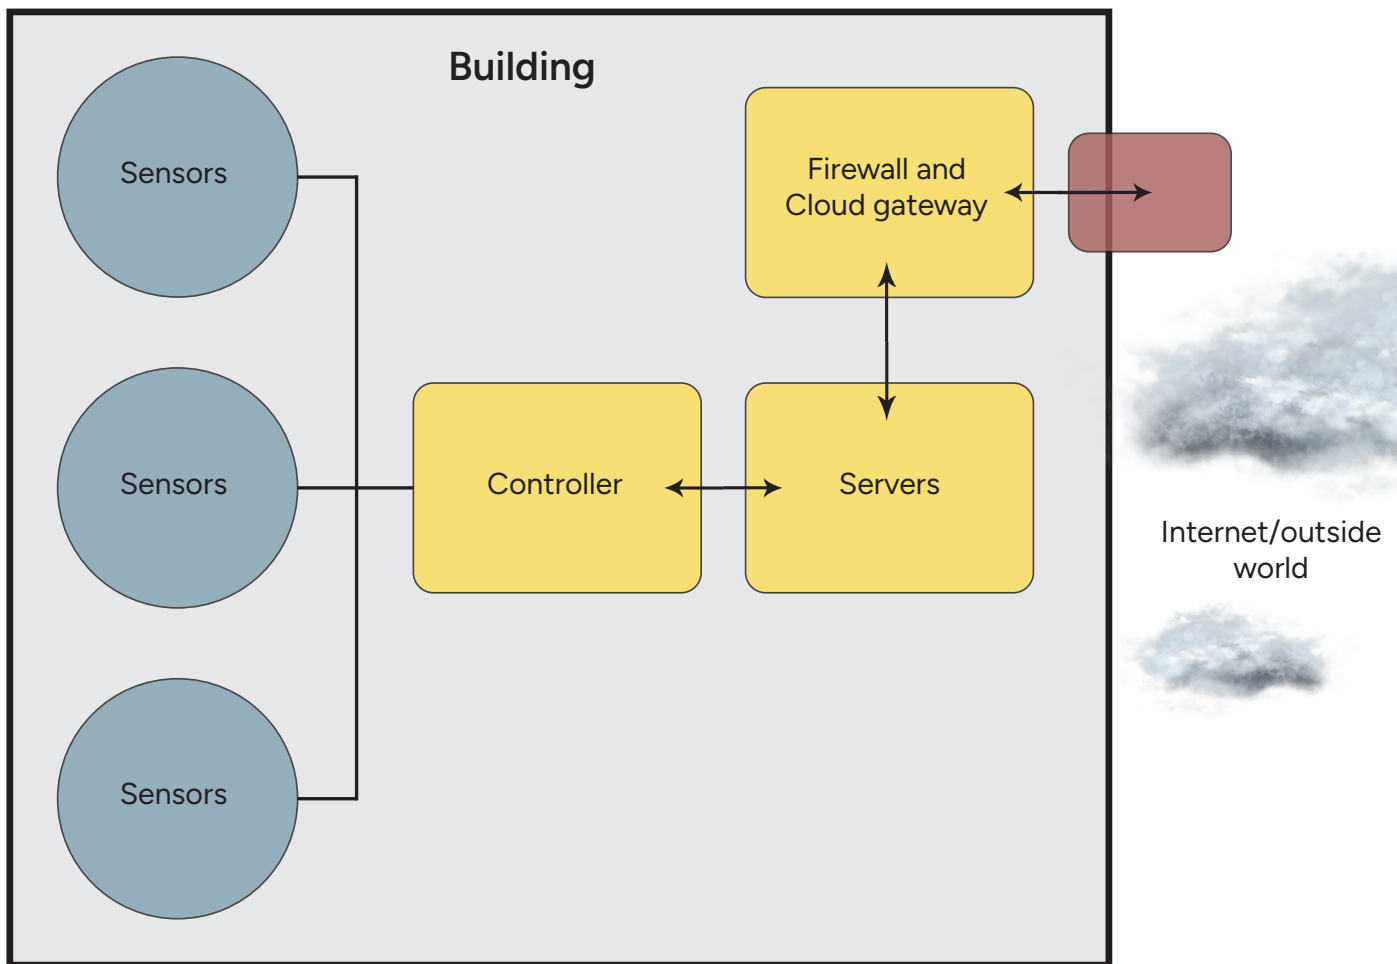 Building
Sensors
Firewall and
Cloud gateway
Sensors
Controller
Servers
Internet/outside
world
Sensors